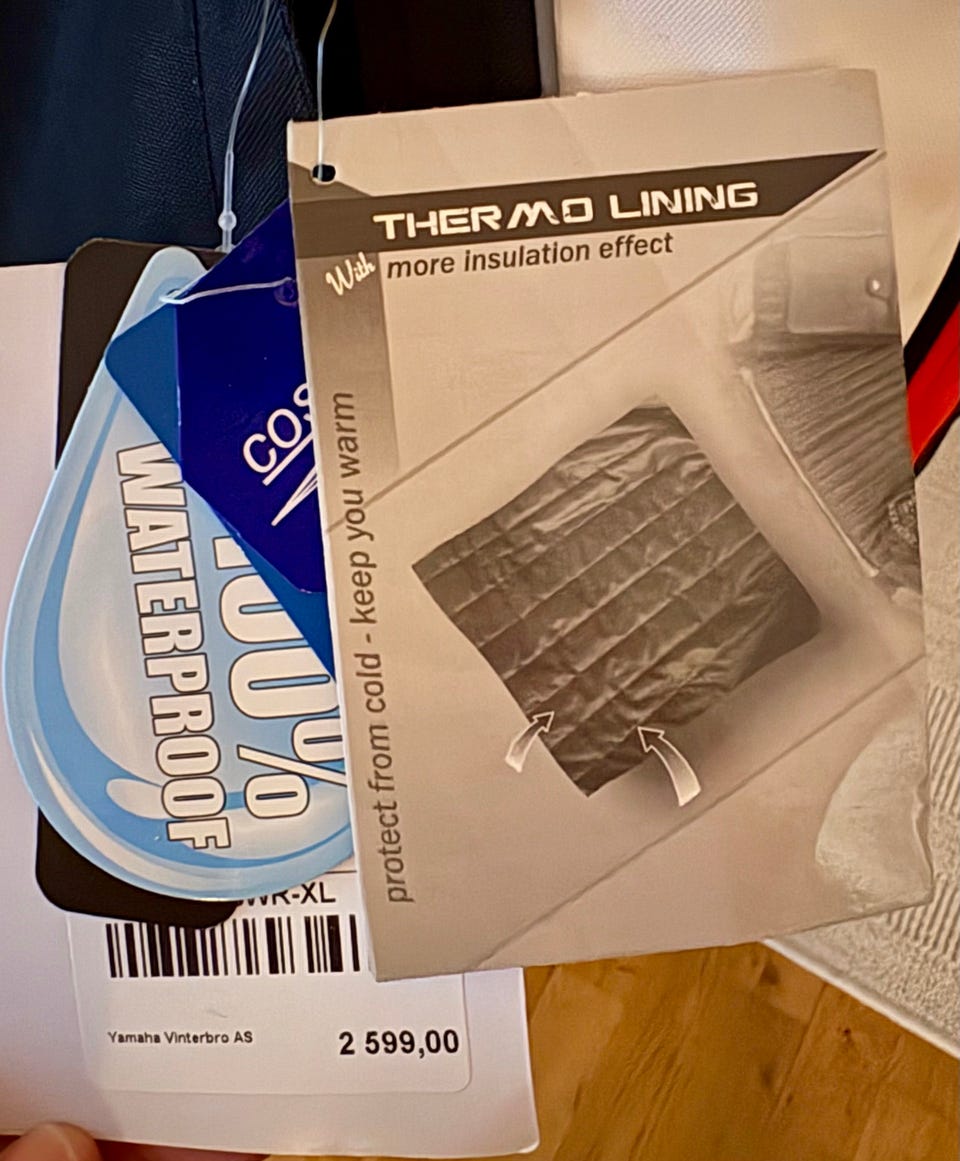 THERMO LINING
With more insulation effect
protect from cold - keep you warm
COS
100%
WATERPROOF
WR-XL
Yamaha Vinterbro AS
2 599,00